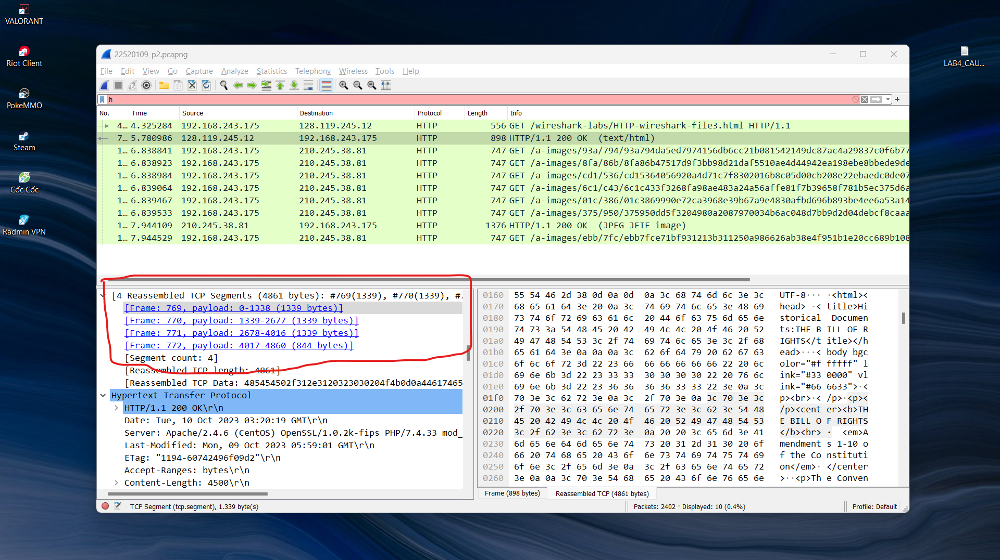 VALORANT
Riot Client
PokeMMO
Steam
Cốc Cốc
Radmin VPN
LAB4_CAU...
22520109_p2.pcapng
File Edit View Go Capture Analyze Statistics Telephony Wireless Tools Help
h
No. Time Source Destination Protocol Length Info
4... 4.325284 192.168.243.175 128.119.245.12 HTTP 556 GET /wireshark-labs/HTTP-wireshark-file3.html HTTP/1.1
7... 5.780986 128.119.245.12 192.168.243.175 HTTP 898 HTTP/1.1 200 OK (text/html)
1... 6.838841 192.168.243.175 210.245.38.81 HTTP 747 GET /a-images/93a/794/93a794da5ed7974156db6cc21b081542149dc87ac4a29837c0f6b77
1... 6.838923 192.168.243.175 210.245.38.81 HTTP 747 GET /a-images/8fa/86b/8fa86b47517d9f3bb98d21daf5510ae4d44942ea198ebe8bbede9de
1... 6.838984 192.168.243.175 210.245.38.81 HTTP 747 GET /a-images/cd1/536/cd15364056920a4d71c7f8302016b8c05d00cb208e22ebaedc0de07
1... 6.839064 192.168.243.175 210.245.38.81 HTTP 747 GET /a-images/6c1/c43/6c1c433f3268fa98ae483a24a56affe81f7b39658f781b5ec375d6a
1... 6.839467 192.168.243.175 210.245.38.81 HTTP 747 GET /a-images/01c/386/01c3869990e72ca3968e39b67a9e4830afbd696b893be4ee6a53a14
1... 6.839533 192.168.243.175 210.245.38.81 HTTP 747 GET /a-images/375/950/375950dd5f3204980a2087970034b6ac048d7bb9d2d04debcf8caaa
1... 7.944109 210.245.38.81 192.168.243.175 HTTP 1376 HTTP/1.1 200 OK (JPEG JFIF image)
1... 7.944529 192.168.243.175 210.245.38.81 HTTP 747 GET /a-images/ebb/7fc/ebb7fce71bf931213b311250a986626ab38e4f951b1e20cc689b108
[4 Reassembled TCP Segments (4861 bytes): #769(1339), #770(1339), #7
[Frame: 769, payload: 0-1338 (1339 bytes)]
[Frame: 770, payload: 1339-2677 (1339 bytes)]
[Frame: 771, payload: 2678-4016 (1339 bytes)]
[Frame: 772, payload: 4017-4860 (844 bytes)]
[Segment count: 4]
[Reassembled TCP length: 4861]
[Reassembled TCP Data: 485454502f312e3120323030204f4b0d0a44617465
Hypertext Transfer Protocol
HTTP/1.1 200 OK\r\n
Date: Tue, 10 Oct 2023 03:20:19 GMT\r\n
Server: Apache/2.4.6 (CentOS) OpenSSL/1.0.2k-fips PHP/7.4.33 mod_
Last-Modified: Mon, 09 Oct 2023 05:59:01 GMT\r\n
ETag: "1194-60742496f09d2"\r\n
Accept-Ranges: bytes\r\n
Content-Length: 4500\r\n
0160 55 54 46 2d 38 0d 0a 0d 0a 3c 68 74 6d 6c 3e 3c UTF-8··· ·<html><
0170 68 65 61 64 3e 20 0a 3c 74 69 74 6c 65 3e 48 69 head> ·< title>Hi
0180 73 74 6f 72 69 63 61 6c 20 44 6f 63 75 6d 65 6e storical Documen
0190 74 73 3a 54 48 45 20 42 49 4c 4c 20 4f 46 20 52 ts:THE B ILL OF R
01a0 49 47 48 54 53 3c 2f 74 69 74 6c 65 3e 3c 2f 68 IGHTS</t itle></h
01b0 65 61 64 3e 0a 0a 0a 3c 62 6f 64 79 20 62 67 63 ead>···< body bgc
01c0 6f 6c 6f 72 3d 22 23 66 66 66 66 66 66 22 20 6c olor="#f fffff" l
01d0 69 6e 6b 3d 22 23 33 33 30 30 30 30 22 20 76 6c ink="#33 0000" vl
01e0 69 6e 6b 3d 22 23 36 36 36 36 33 33 22 3e 0a 3c ink="#66 6633">·<
01f0 70 3e 3c 62 72 3e 0a 3c 2f 70 3e 0a 3c 70 3e 3c p><br>·< /p>·<p><
0200 2f 70 3e 3c 63 65 6e 74 65 72 3e 3c 62 3e 54 48 /p><cent er><b>TH
0210 45 20 42 49 4c 4c 20 4f 46 20 52 49 47 48 54 53 E BILL O F RIGHTS
0220 3c 2f 62 3e 3c 62 72 3e 0a 20 20 3c 65 6d 3e 41 </b><br> · <em>A
0230 6d 65 6e 64 6d 65 6e 74 73 20 31 2d 31 30 20 6f mendment s 1-10 o
0240 66 20 74 68 65 20 43 6f 6e 73 74 69 74 75 74 69 f the Co nstituti
0250 6f 6e 3c 2f 65 6d 3e 0a 3c 2f 63 65 6e 74 65 72 on</em>· </center
0260 3e 0a 0a 3c 70 3e 54 68 65 20 43 6f 6e 76 65 6e >··<p>Th e Conven
Frame (898 bytes) Reassembled TCP (4861 bytes)
TCP Segment (tcp.segment), 1.339 byte(s) Packets: 2402 · Displayed: 10 (0.4%) Profile: Default